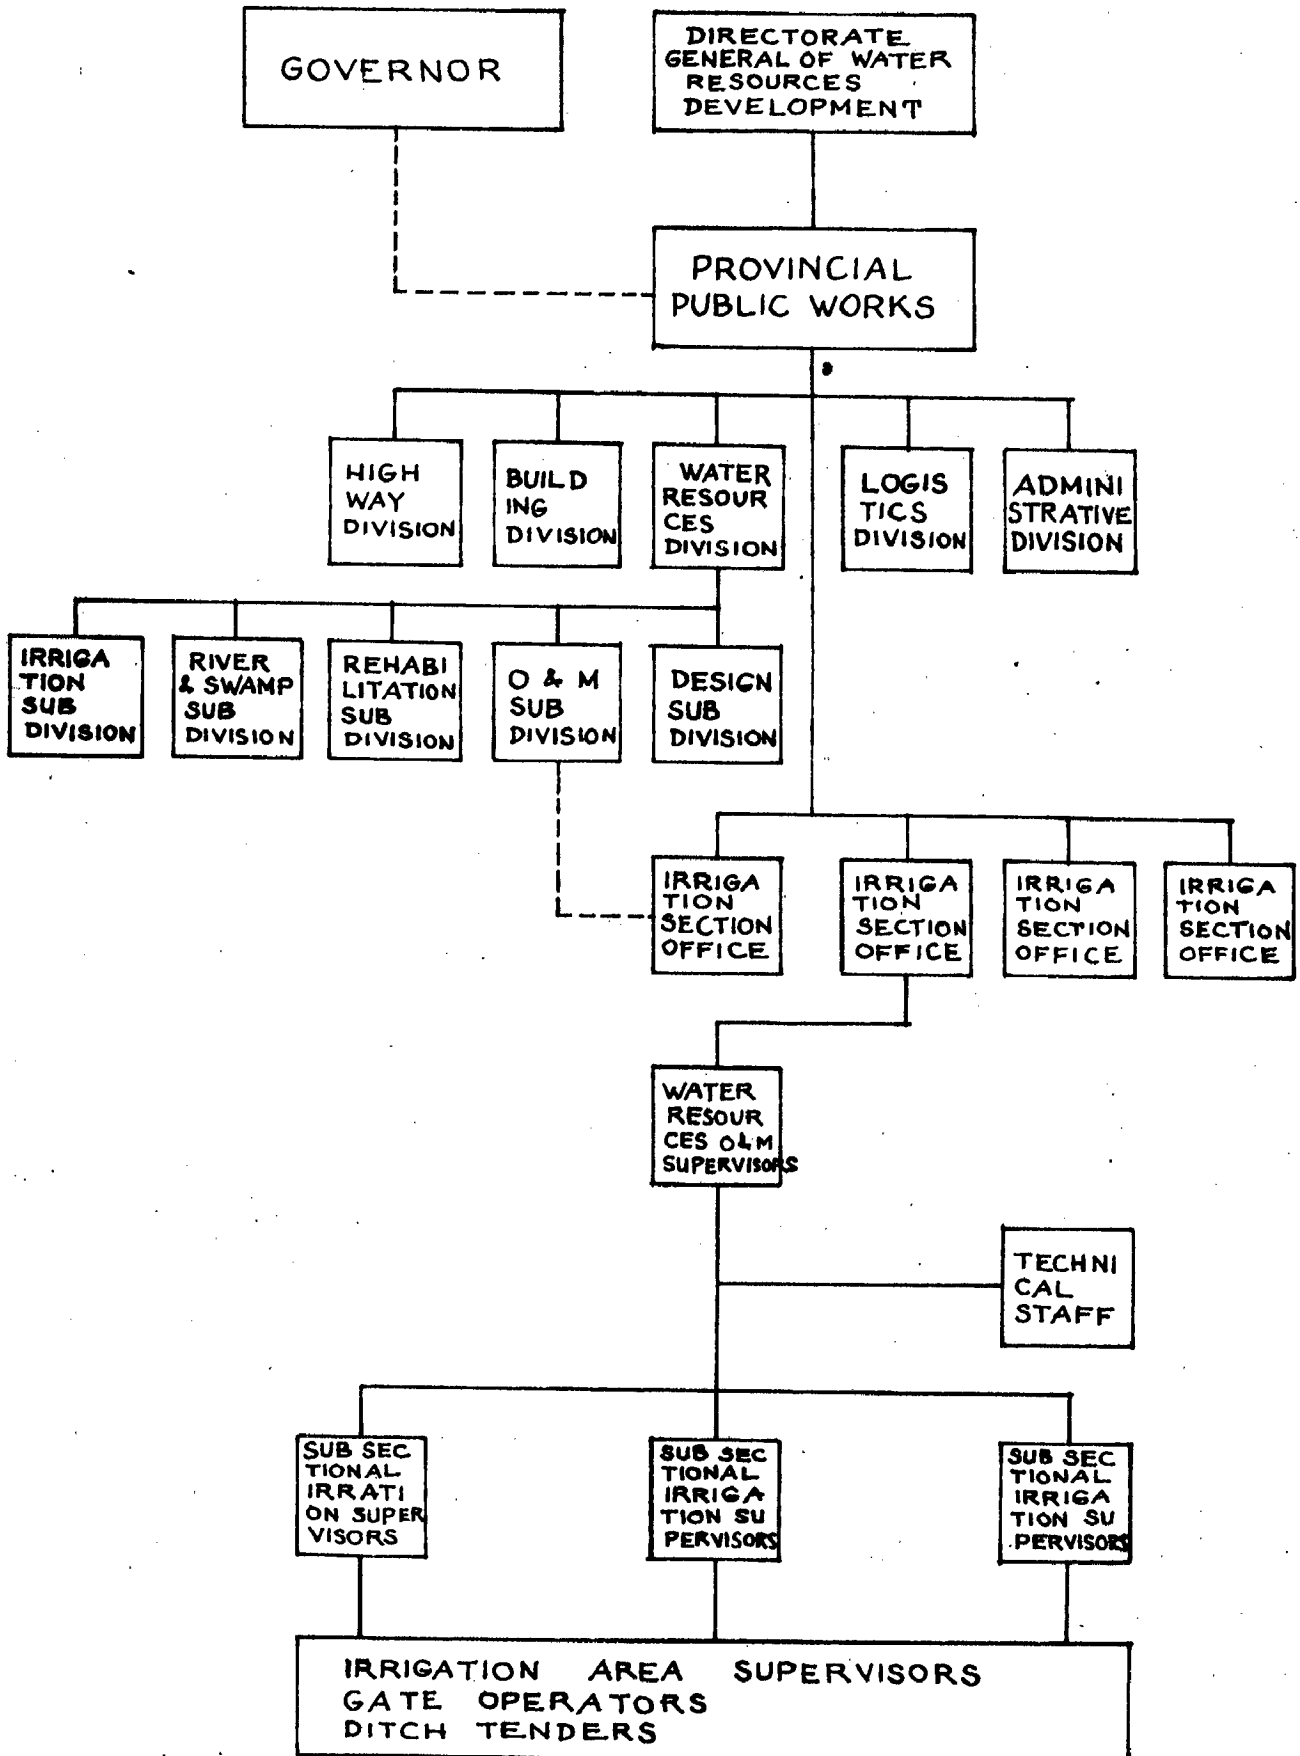 GOVERNOR
DIRECTORATE
GENERAL OF WATER
RESOURCES
DEVELOPMENT
PROVINCIAL
PUBLIC WORKS
HIGH
WAY
DIVISION
BUILD
ING
DIVISION
WATER
RESOUR
CES
DIVISION
LOGIS
TICS
DIVISION
ADMINI
STRATIVE
DIVISION
IRRIGA
TION
SUB
DIVISION
RIVER
& SWAMP
SUB
DIVISION
REHABI
LITATION
SUB
DIVISION
O & M
SUB
DIVISION
DESIGN
SUB
DIVISION
IRRIGA
TION
SECTION
OFFICE
IRRIGA
TION
SECTION
OFFICE
IRRIGA
TION
SECTION
OFFICE
IRRIGA
TION
SECTION
OFFICE
WATER
RESOUR
CES O&M
SUPERVISORS
TECHNI
CAL
STAFF
SUB SEC
TIONAL
IRRATI
ON SUPER
VISORS
SUB SEC
TIONAL
IRRIGA
TION SU
PERVISORS
SUB SEC
TIONAL
IRRIGA
TION SU
PERVISORS
IRRIGATION AREA SUPERVISORS
GATE OPERATORS
DITCH TENDERS